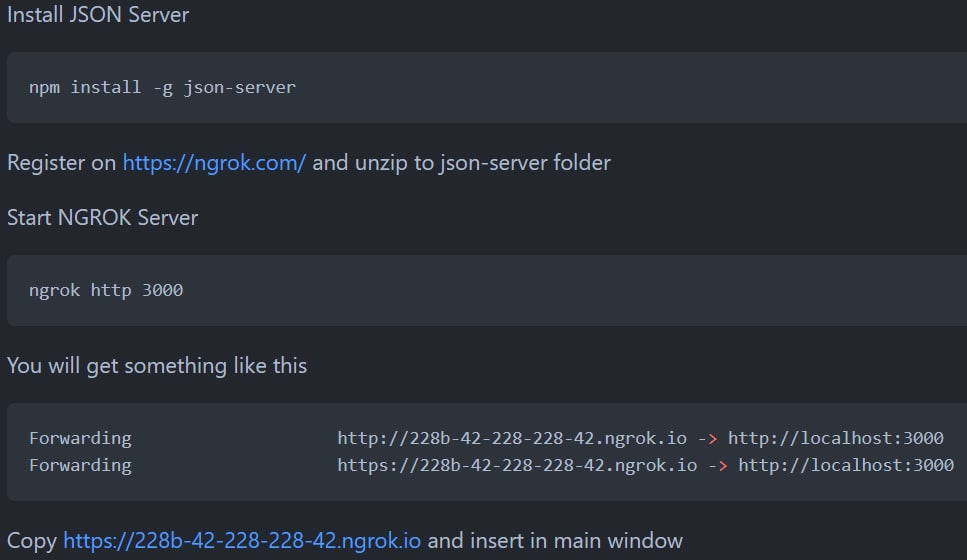 Install JSON Server
npm install -g json-server
Register on https://ngrok.com/ and unzip to json-server folder
Start NGROK Server
ngrok http 3000
You will get something like this
Forwarding http://228b-42-228-228-42.ngrok.io -> http://localhost:3000
Forwarding https://228b-42-228-228-42.ngrok.io -> http://localhost:3000
Copy https://228b-42-228-228-42.ngrok.io and insert in main window